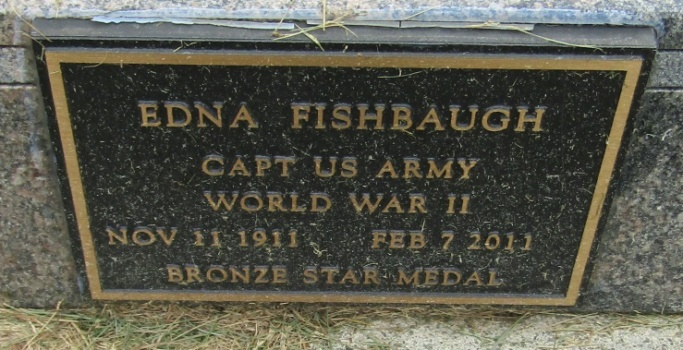 EDNA FISHBAUGH
CAPT US ARMY
WORLD WAR II
NOV 11 1911 FEB 7 2011
BRONZE STAR MEDAL